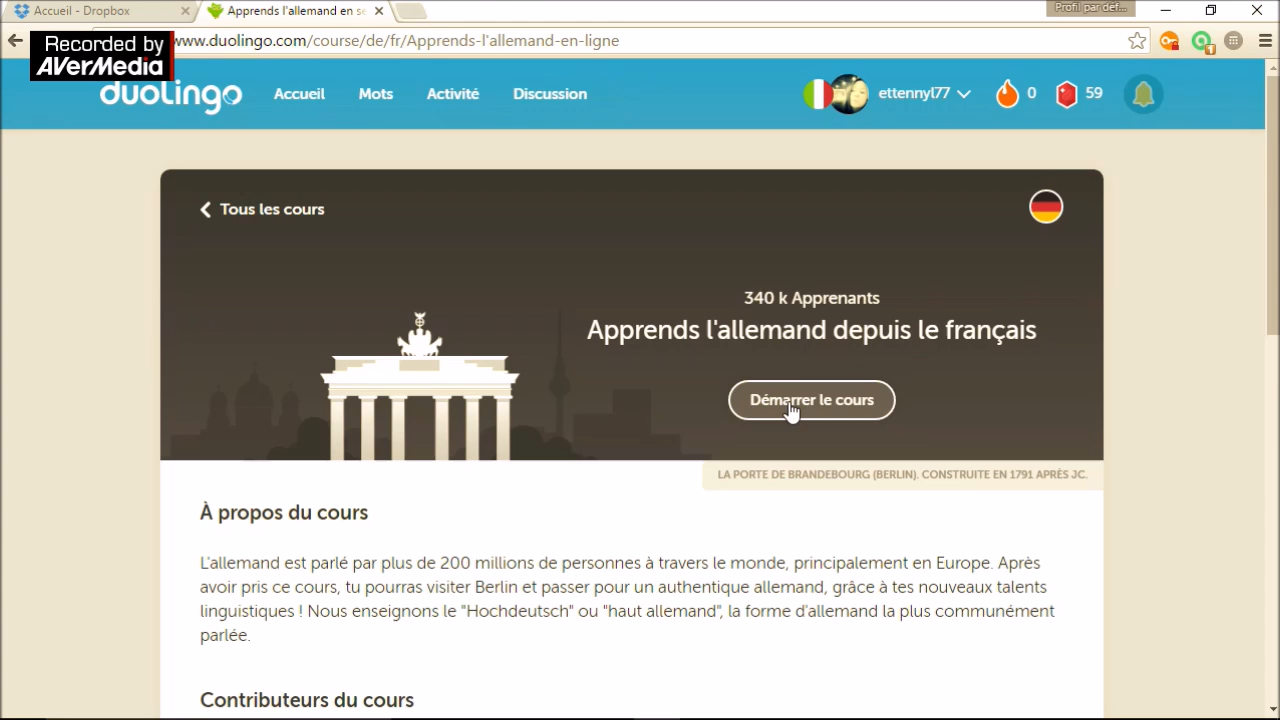 Accueil - Dropbox
Apprends l'allemand en se
Profil par déf...
www.duolingo.com/course/de/fr/Apprends-l'allemand-en-ligne
Recorded by
AVerMedia
duolingo
Accueil
Mots
Activité
Discussion
ettennyl77
0
59
1
Tous les cours
340 k Apprenants
Apprends l'allemand depuis le français
Démarrer le cours
LA PORTE DE BRANDEBOURG (BERLIN). CONSTRUITE EN 1791 APRÈS JC.
À propos du cours
L'allemand est parlé par plus de 200 millions de personnes à travers le monde, principalement en Europe. Après
avoir pris ce cours, tu pourras visiter Berlin et passer pour un authentique allemand, grâce à tes nouveaux talents
linguistiques ! Nous enseignons le "Hochdeutsch" ou "haut allemand", la forme d'allemand la plus communément
parlée.
Contributeurs du cours